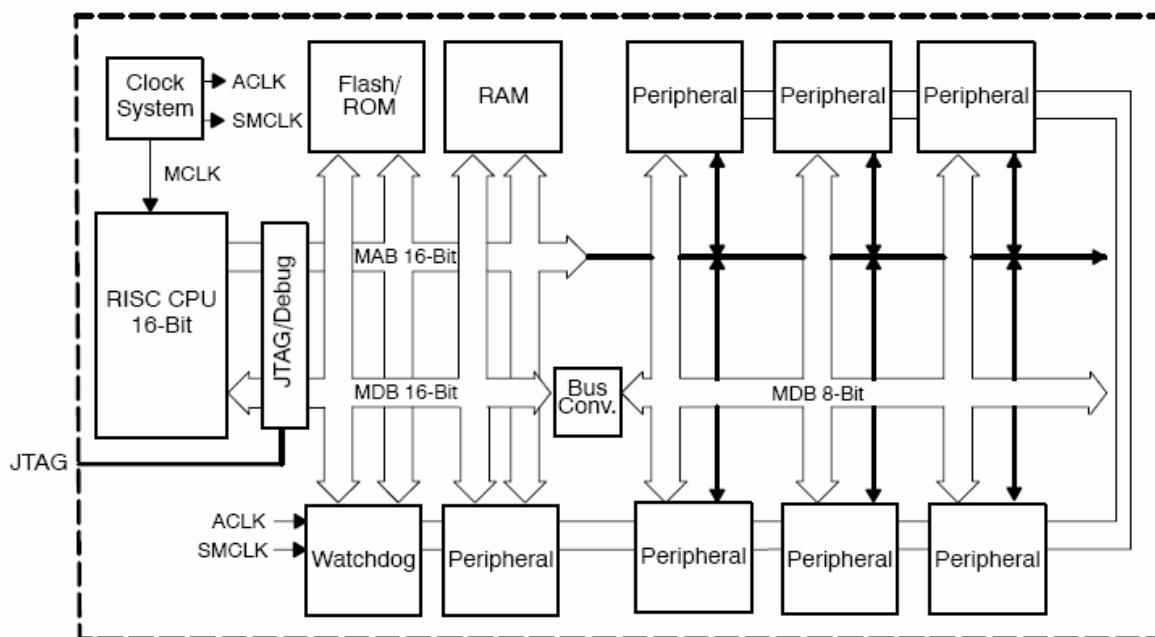 Clock
System
ACLK
SMCLK
MCLK
Flash/
ROM
RAM
Peripheral
Peripheral
Peripheral
RISC CPU
16-Bit
JTAG/Debug
MAB 16-Bit
MDB 16-Bit
Bus
Conv.
MDB 8-Bit
JTAG
ACLK
SMCLK
Watchdog
Peripheral
Peripheral
Peripheral
Peripheral